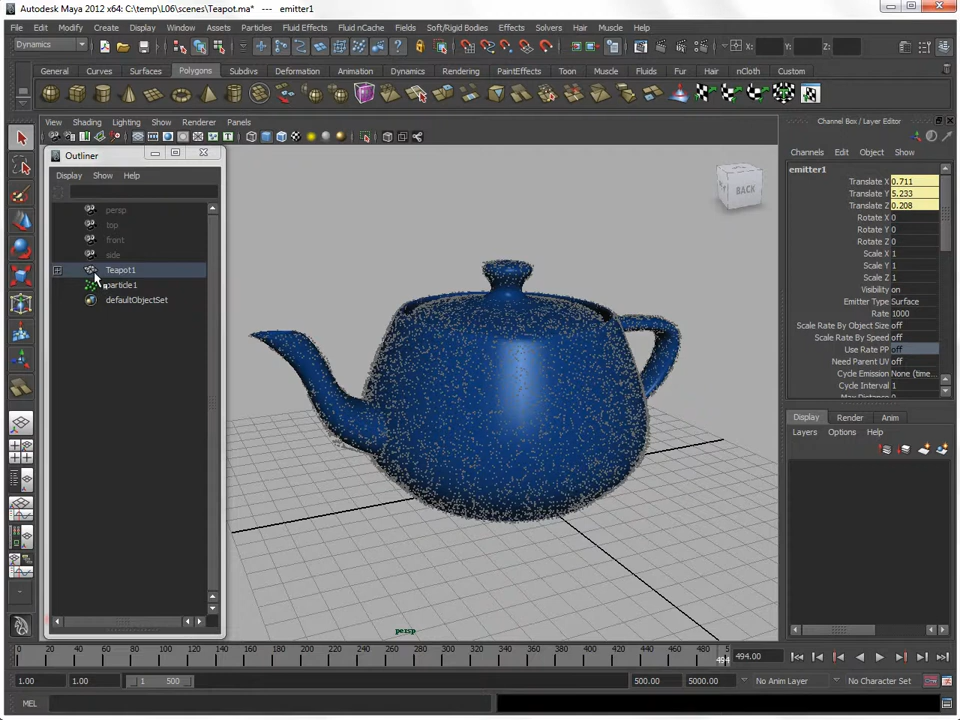 Autodesk Maya 2012 x64: C:\temp\L06\scenes\Teapot.ma* --- emitter1
File Edit Modify Create Display Window Assets Particles Fluid Effects Fluid nCache Fields Soft/Rigid Bodies Effects Solvers Hair Muscle Help
Dynamics X: Y: Z:
General Curves Surfaces Polygons Subdivs Deformation Animation Dynamics Rendering PaintEffects Toon Muscle Fluids Fur Hair nCloth Custom
View Shading Lighting Show Renderer Panels
Channel Box / Layer Editor
Outliner
Display Show Help
persp
top
front
side
Teapot1
particle1
defaultObjectSet
BACK
persp
Channels Edit Object Show
emitter1
Translate X 0.711
Translate Y 5.233
Translate Z 0.208
Rotate X 0
Rotate Y 0
Rotate Z 0
Scale X 1
Scale Y 1
Scale Z 1
Visibility on
Emitter Type Surface
Rate 1000
Scale Rate By Object Size off
Scale Rate By Speed off
Use Rate PP off
Need Parent UV off
Cycle Emission None (time...
Cycle Interval 1
Display Render Anim
Layers Options Help
0 20 40 60 80 100 120 140 160 180 200 220 240 260 280 300 320 340 360 380 400 420 440 460 480 494 494.00
1.00 1.00 1 500 500.00 5000.00 No Anim Layer No Character Set
MEL